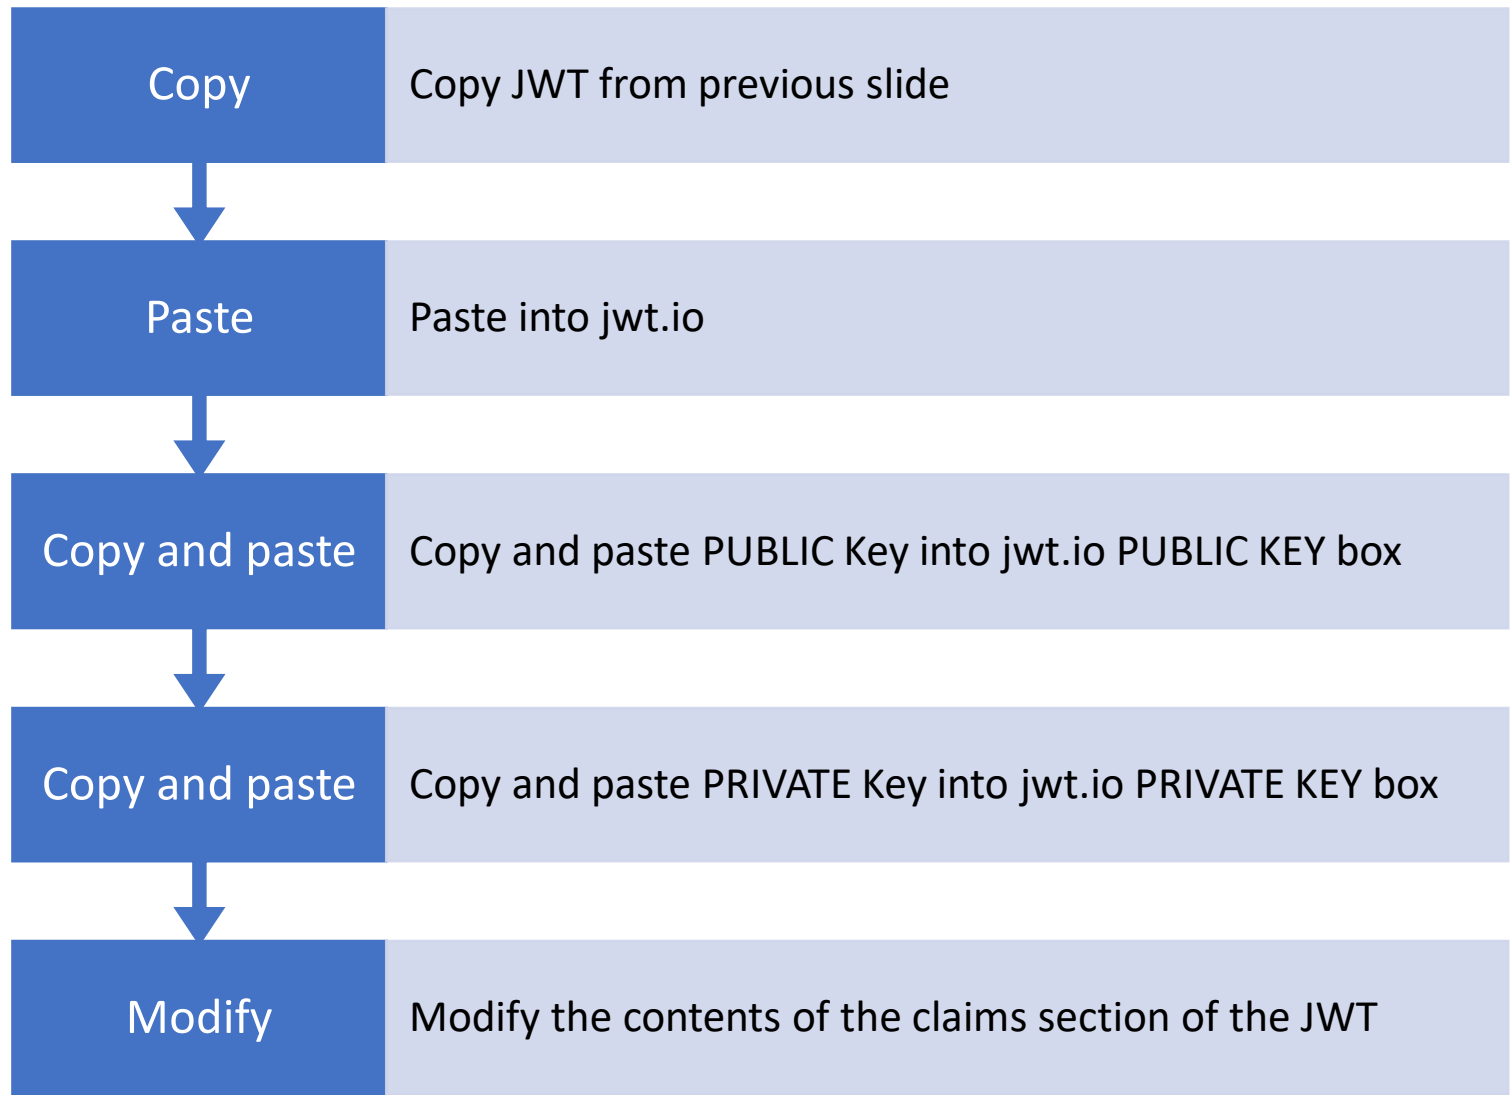 Copy
Copy JWT from previous slide
Paste
Paste into jwt.io
Copy and paste
Copy and paste PUBLIC Key into jwt.io PUBLIC KEY box
Copy and paste
Copy and paste PRIVATE Key into jwt.io PRIVATE KEY box
Modify
Modify the contents of the claims section of the JWT